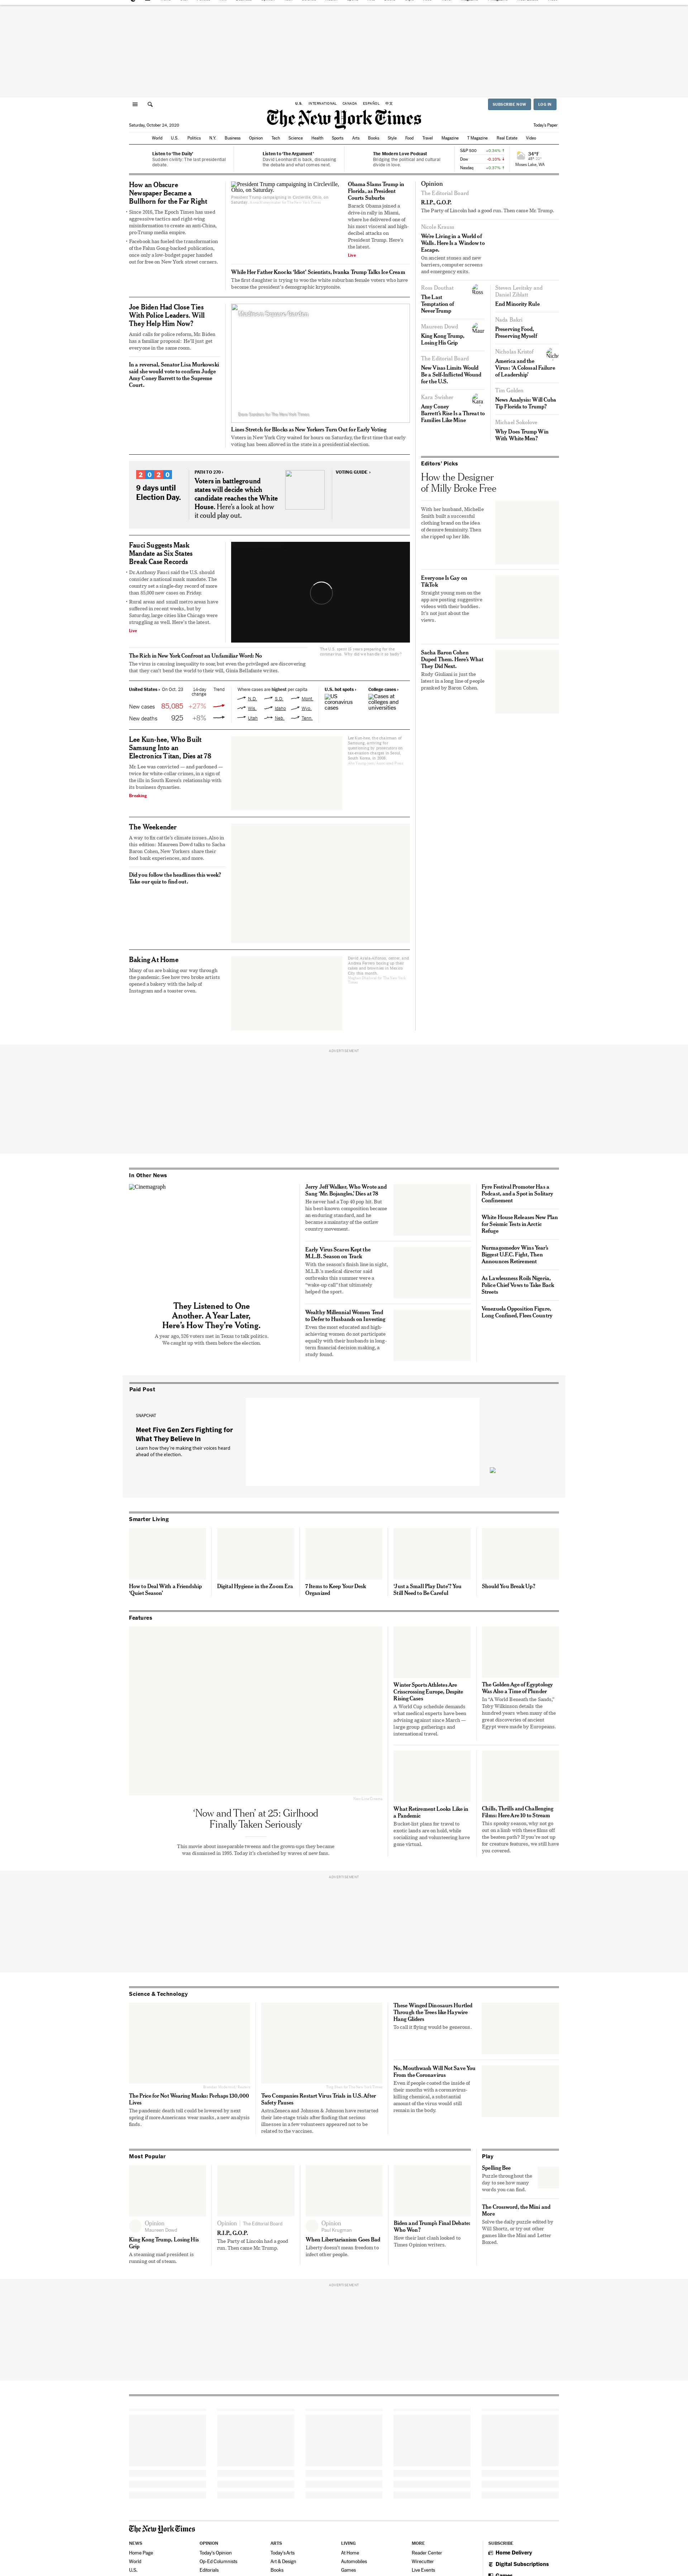 U.S.
INTERNATIONAL
CANADA
ESPAÑOL
中文
SUBSCRIBE NOW
LOG IN
The New York Times
Saturday, October 24, 2020
Today's Paper
World U.S. Politics N.Y. Business Opinion Tech Science Health Sports Arts Books Style Food Travel Magazine T Magazine Real Estate Video
Listen to 'The Daily'
Sudden civility: The last presidential
debate.
Listen to 'The Argument'
David Leonhardt is back, discussing
the debate and what comes next.
The Modern Love Podcast
Bridging the political and cultural
divide in love.
S&P 500 +0.34% ↑
Dow -0.10% ↓
Nasdaq +0.37% ↑
34°F
Moses Lake, WA
How an Obscure
Newspaper Became a
Bullhorn for the Far Right
Since 2016, The Epoch Times has used
aggressive tactics and right-wing
misinformation to create an anti-China,
pro-Trump media empire.
Facebook has fueled the transformation
of the Falun Gong-backed publication,
once only a low-budget paper handed
out for free on New York street corners.
President Trump campaigning in Circleville,
Ohio, on Saturday.
President Trump campaigning in Circleville, Ohio, on
Saturday.
Obama Slams Trump in
Florida, as President
Courts Suburbs
Barack Obama joined a
drive-in rally in Miami,
where he delivered one of
his most visceral and high-
decibel attacks on
President Trump. Here's
the latest.
Live
While Her Father Knocks 'Idiot' Scientists, Ivanka Trump Talks Ice Cream
The first daughter is trying to woo the white suburban female voters who have
become the president's demographic kryptonite.
Joe Biden Had Close Ties
With Police Leaders. Will
They Help Him Now?
Amid calls for police reform, Mr. Biden
has a familiar proposal: He'll just get
everyone in the same room.
In a reversal, Senator Lisa Murkowski
said she would vote to confirm Judge
Amy Coney Barrett to the Supreme
Court.
Madison Square Garden
Lines Stretch for Blocks as New Yorkers Turn Out for Early Voting
Voters in New York City waited for hours on Saturday, the first time that early
voting has been allowed in the state in a presidential election.
2020
9 days until
Election Day.
PATH TO 270 ›
Voters in battleground
states will decide which
candidate reaches the White
House. Here's a look at how
it could play out.
VOTING GUIDE ›
Fauci Suggests Mask
Mandate as Six States
Break Case Records
Dr. Anthony Fauci said the U.S. should
consider a national mask mandate. The
country set a single-day record of more
than 85,000 new cases on Friday.
Rural areas and small metro areas have
suffered in recent weeks, but by
Saturday, large cities like Chicago were
struggling as well. Here's the latest.
Live
The Rich in New York Confront an Unfamiliar Word: No
The virus is causing inequality to soar, but even the privileged are discovering
that they can't bend the world to their will, Ginia Bellafante writes.
The U.S. spent 15 years preparing for the
coronavirus. Why did we handle it so badly?
United States › On Oct. 23 14-day change Trend
New cases 85,085 +27%
New deaths 925 +8%
Where cases are highest per capita
N.D. S.D. Mont.
Wis. Idaho Wyo.
Utah Neb. Tenn.
U.S. hot spots ›
US
coronavirus
cases
College cases ›
Cases at
colleges and
universities
Lee Kun-hee, Who Built
Samsung Into an
Electronics Titan, Dies at 78
Mr. Lee was convicted — and pardoned —
twice for white-collar crimes, in a sign of
the ills in South Korea's relationship with
its business dynasties.
Breaking
Lee Kun-hee, the chairman of
Samsung, arriving for
questioning by prosecutors on
tax evasion charges in Seoul,
South Korea, in 2008.
The Weekender
A way to fix cattle's climate issues. Also in
this edition: Maureen Dowd talks to Sacha
Baron Cohen, New Yorkers share their
food bank experiences, and more.
Did you follow the headlines this week?
Take our quiz to find out.
Baking At Home
Many of us are baking our way through
the pandemic. See how two broke artists
opened a bakery with the help of
Instagram and a toaster oven.
Opinion
The Editorial Board
R.I.P., G.O.P.
The Party of Lincoln had a good run. Then came Mr. Trump.
Nicole Krauss
We're Living in a World of
Walls. Here Is a Window to
Escape.
On ancient stones and new
barriers, computer screens
and emergency exits.
Ross Douthat
The Last
Temptation of
NeverTrump
Maureen Dowd
King Kong Trump,
Losing His Grip
The Editorial Board
New Visas Limits Would
Be a Self-Inflicted Wound
for the U.S.
Kara Swisher
Amy Coney
Barrett's Rise Is a Threat to
Families Like Mine
Steven Levitsky and
Daniel Ziblatt
End Minority Rule
Nada Bakri
Preserving Food,
Preserving Myself
Nicholas Kristof
America and the
Virus: 'A Colossal Failure
of Leadership'
Tim Golden
News Analysis: Will Cuba
Tip Florida to Trump?
Michael Sokolove
Why Does Trump Win
With White Men?
Editors' Picks
How the Designer
of Milly Broke Free
With her husband, Michelle
Smith built a successful
clothing brand on the idea
of demure femininity. Then
she ripped up her life.
Everyone Is Gay on
TikTok
Straight young men on the
app are posting suggestive
videos with their buddies.
It's not just about the
views.
Sacha Baron Cohen
Duped Them. Here's What
They Did Next.
Rudy Giuliani is just the
latest in a long line of people
pranked by Baron Cohen.
ADVERTISEMENT
In Other News
Cinemagraph
They Listened to One
Another. A Year Later,
Here's How They're Voting.
A year ago, 526 voters met in Texas to talk politics.
We caught up with them before the election.
Jerry Jeff Walker, Who Wrote and
Sang 'Mr. Bojangles,' Dies at 78
He never had a Top 40 pop hit. But
his best-known composition became
an enduring standard, and he
became a mainstay of the outlaw
country movement.
Early Virus Scares Kept the
M.L.B. Season on Track
With the season's finish line in sight,
M.L.B.'s medical director said
outbreaks this summer were a
"wake-up call" that ultimately
helped the sport.
Wealthy Millennial Women Tend
to Defer to Husbands on Investing
Even the most educated and high-
achieving women do not participate
equally with their husbands in long-
term financial decision making, a
study found.
Fyre Festival Promoter Has a
Podcast, and a Spot in Solitary
Confinement
White House Releases New Plan
for Seismic Tests in Arctic
Refuge
Nurmagomedov Wins Year's
Biggest U.F.C. Fight, Then
Announces Retirement
As Lawlessness Roils Nigeria,
Police Chief Vows to Take Back
Streets
Venezuela Opposition Figure,
Long Confined, Flees Country
Paid Post
SNAPCHAT
Meet Five Gen Zers Fighting for
What They Believe In
Learn how they're making their voices heard
ahead of the election.
Smarter Living
How to Deal With a Friendship
'Quiet Season'
Digital Hygiene in the Zoom Era
7 Items to Keep Your Desk
Organized
'Just a Small Play Date'? You
Still Need to Be Careful
Should You Break Up?
Features
'Now and Then' at 25: Girlhood
Finally Taken Seriously
This movie about inseparable tweens and the grown-ups they became
was dismissed in 1995. Today it's cherished by waves of new fans.
Winter Sports Athletes Are
Crisscrossing Europe, Despite
Rising Cases
A World Cup schedule demands
what medical experts have been
advising against since March —
large group gatherings and
international travel.
The Golden Age of Egyptology
Was Also a Time of Plunder
In "A World Beneath the Sands,"
Toby Wilkinson details the
hundred years when many of the
great discoveries of ancient
Egypt were made by Europeans.
What Retirement Looks Like in
a Pandemic
Bucket-list plans for travel to
exotic lands are on hold, while
socializing and volunteering have
gone virtual.
Chills, Thrills and Challenging
Films: Here Are 10 to Stream
This spooky season, why not go
out on a limb with these films off
the beaten path? If you're not up
for creature features, we still have
you covered.
ADVERTISEMENT
Science & Technology
The Price for Not Wearing Masks: Perhaps 130,000
Lives
The pandemic death toll could be lowered by next
spring if more Americans wear masks, a new analysis
finds.
Two Companies Restart Virus Trials in U.S. After
Safety Pauses
AstraZeneca and Johnson & Johnson have restarted
their late-stage trials after finding that serious
illnesses in a few volunteers appeared not to be
related to the vaccines.
These Winged Dinosaurs Hurtled
Through the Trees like Haywire
Hang Gliders
To call it flying would be generous.
No, Mouthwash Will Not Save You
From the Coronavirus
Even if people coated the inside of
their mouths with a coronavirus-
killing chemical, a substantial
amount of the virus would still
remain in the body.
Most Popular
Opinion
Maureen Dowd
King Kong Trump, Losing His
Grip
A steaming mad president is
running out of steam.
Opinion The Editorial Board
R.I.P., G.O.P.
The Party of Lincoln had a good
run. Then came Mr. Trump.
Opinion
Paul Krugman
When Libertarianism Goes Bad
Liberty doesn't mean freedom to
infect other people.
Biden and Trump's Final Debate:
Who Won?
How their last clash looked to
Times Opinion writers.
Play
Spelling Bee
Puzzle throughout the
day to see how many
words you can find.
The Crossword, the Mini and
More
Solve the daily puzzle edited by
Will Shortz, or try out other
games like the Mini and Letter
Boxed.
ADVERTISEMENT
The New York Times
NEWS
Home Page
World
U.S.
OPINION
Today's Opinion
Op-Ed Columnists
Editorials
ARTS
Today's Arts
Art & Design
Books
LIVING
At Home
Automobiles
Games
MORE
Reader Center
Wirecutter
Live Events
SUBSCRIBE
Home Delivery
Digital Subscriptions